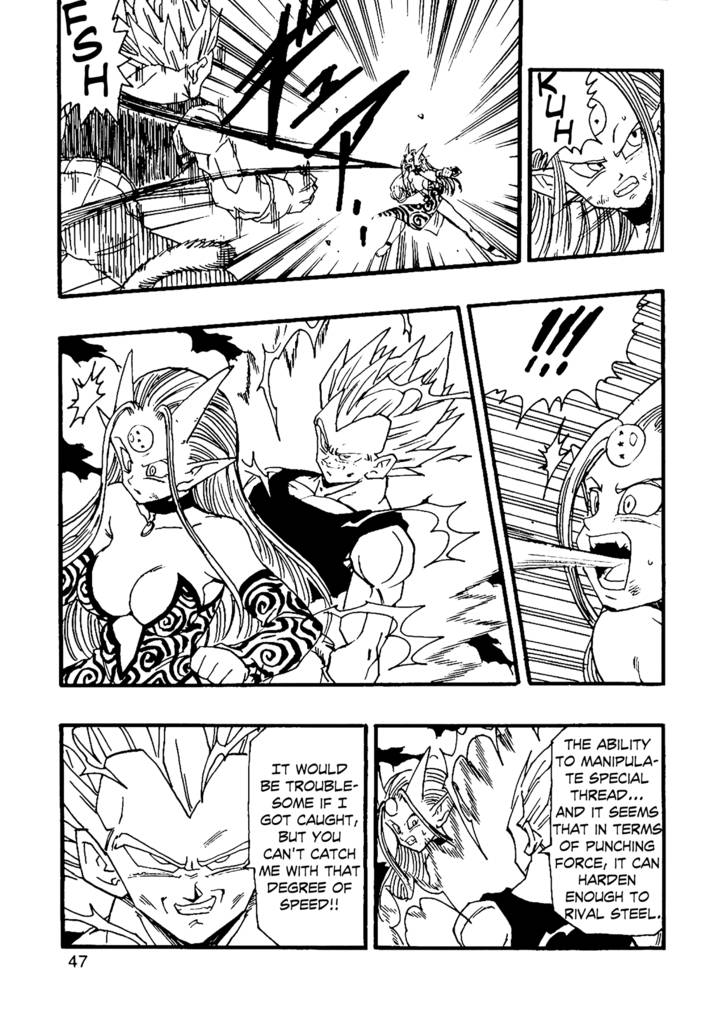 KUH
FSH
!!!
THE ABILITY
TO MANIPULA-
TE SPECIAL
THREAD...
AND IT SEEMS
THAT IN TERMS
OF PUNCHING
FORCE, IT CAN
HARDEN
ENOUGH TO
RIVAL STEEL.
IT WOULD
BE TROUBLE-
SOME IF I
GOT CAUGHT,
BUT YOU
CAN'T CATCH
ME WITH THAT
DEGREE OF
SPEED!!
47